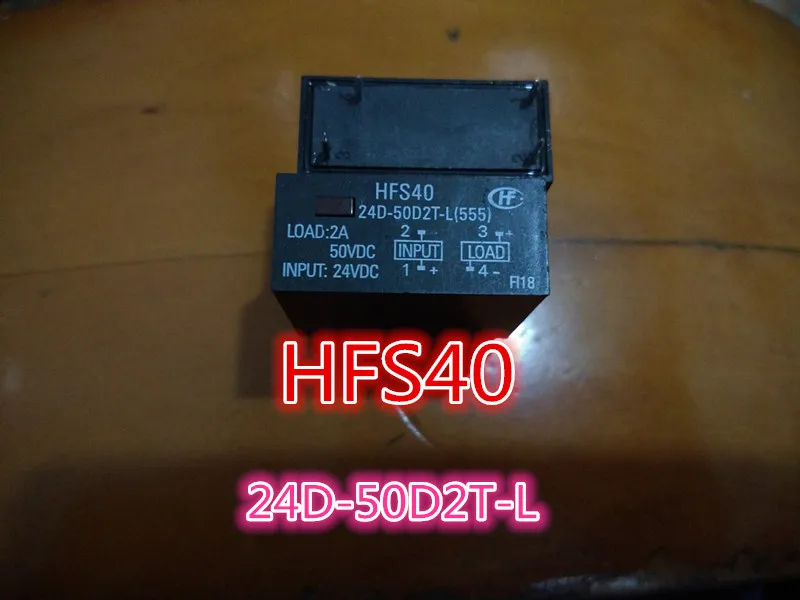 HFS40
HF
24D-50D2T-L(555)
LOAD:2A
50VDC
INPUT: 24VDC
2 -
INPUT
1 +
3 +
LOAD
4 -
FI18
HFS40
24D-50D2T-L